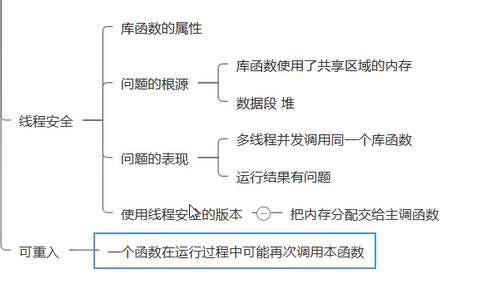 库函数的属性
库函数使用了共享区域的内存
问题的根源
数据段 堆
线程安全
多线程并发调用同一个库函数
问题的表现
运行结果有问题
使用线程安全的版本
把内存分配交给主调函数
可重入
一个函数在运行过程中可能再次调用本函数